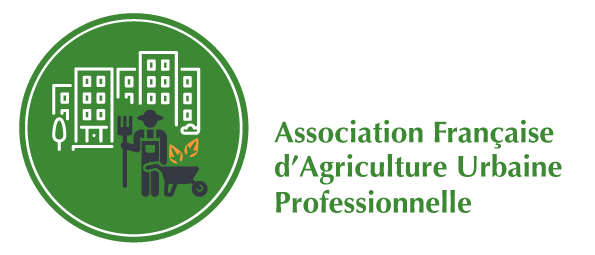 Association Française
d’Agriculture Urbaine
Professionnelle